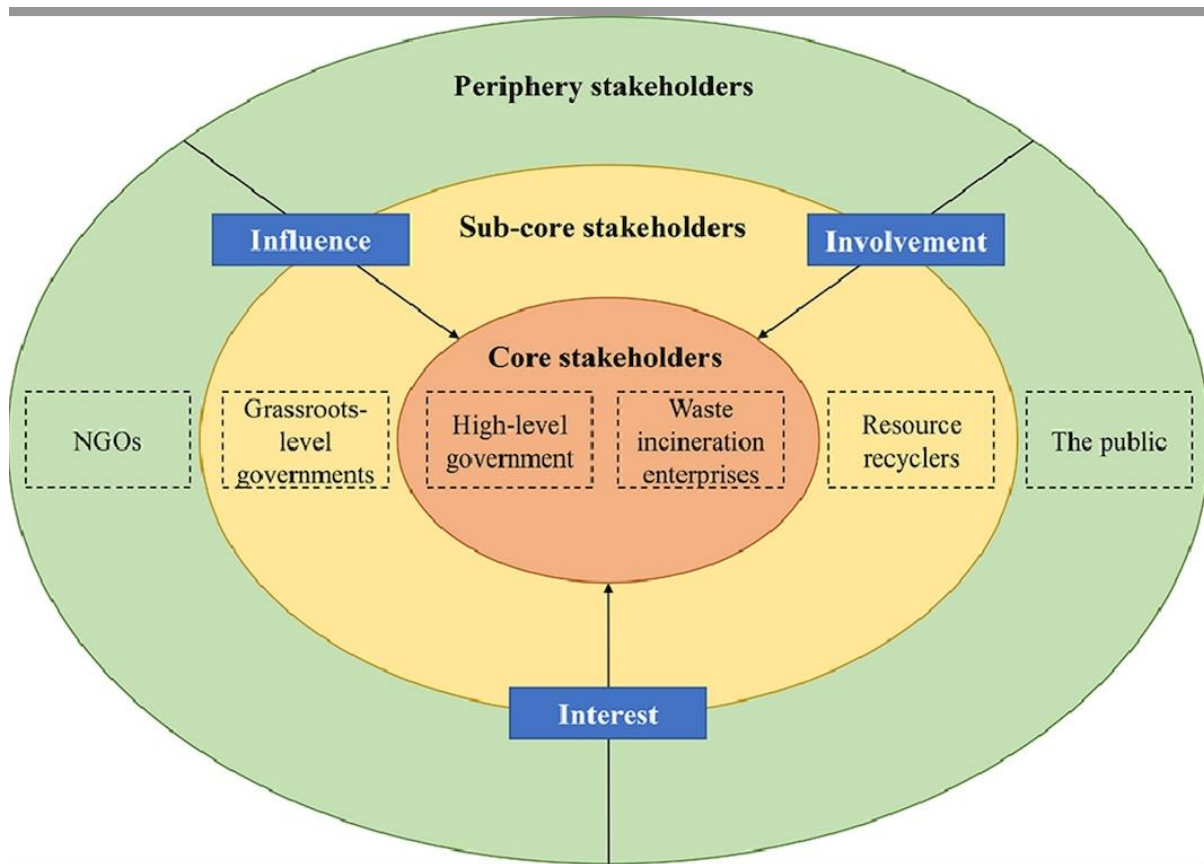 Periphery stakeholders
Influence
Sub-core stakeholders
Involvement
Core stakeholders
NGOs
Grassroots-
level
governments
High-level
government
Waste
incineration
enterprises
Resource
recyclers
The public
Interest